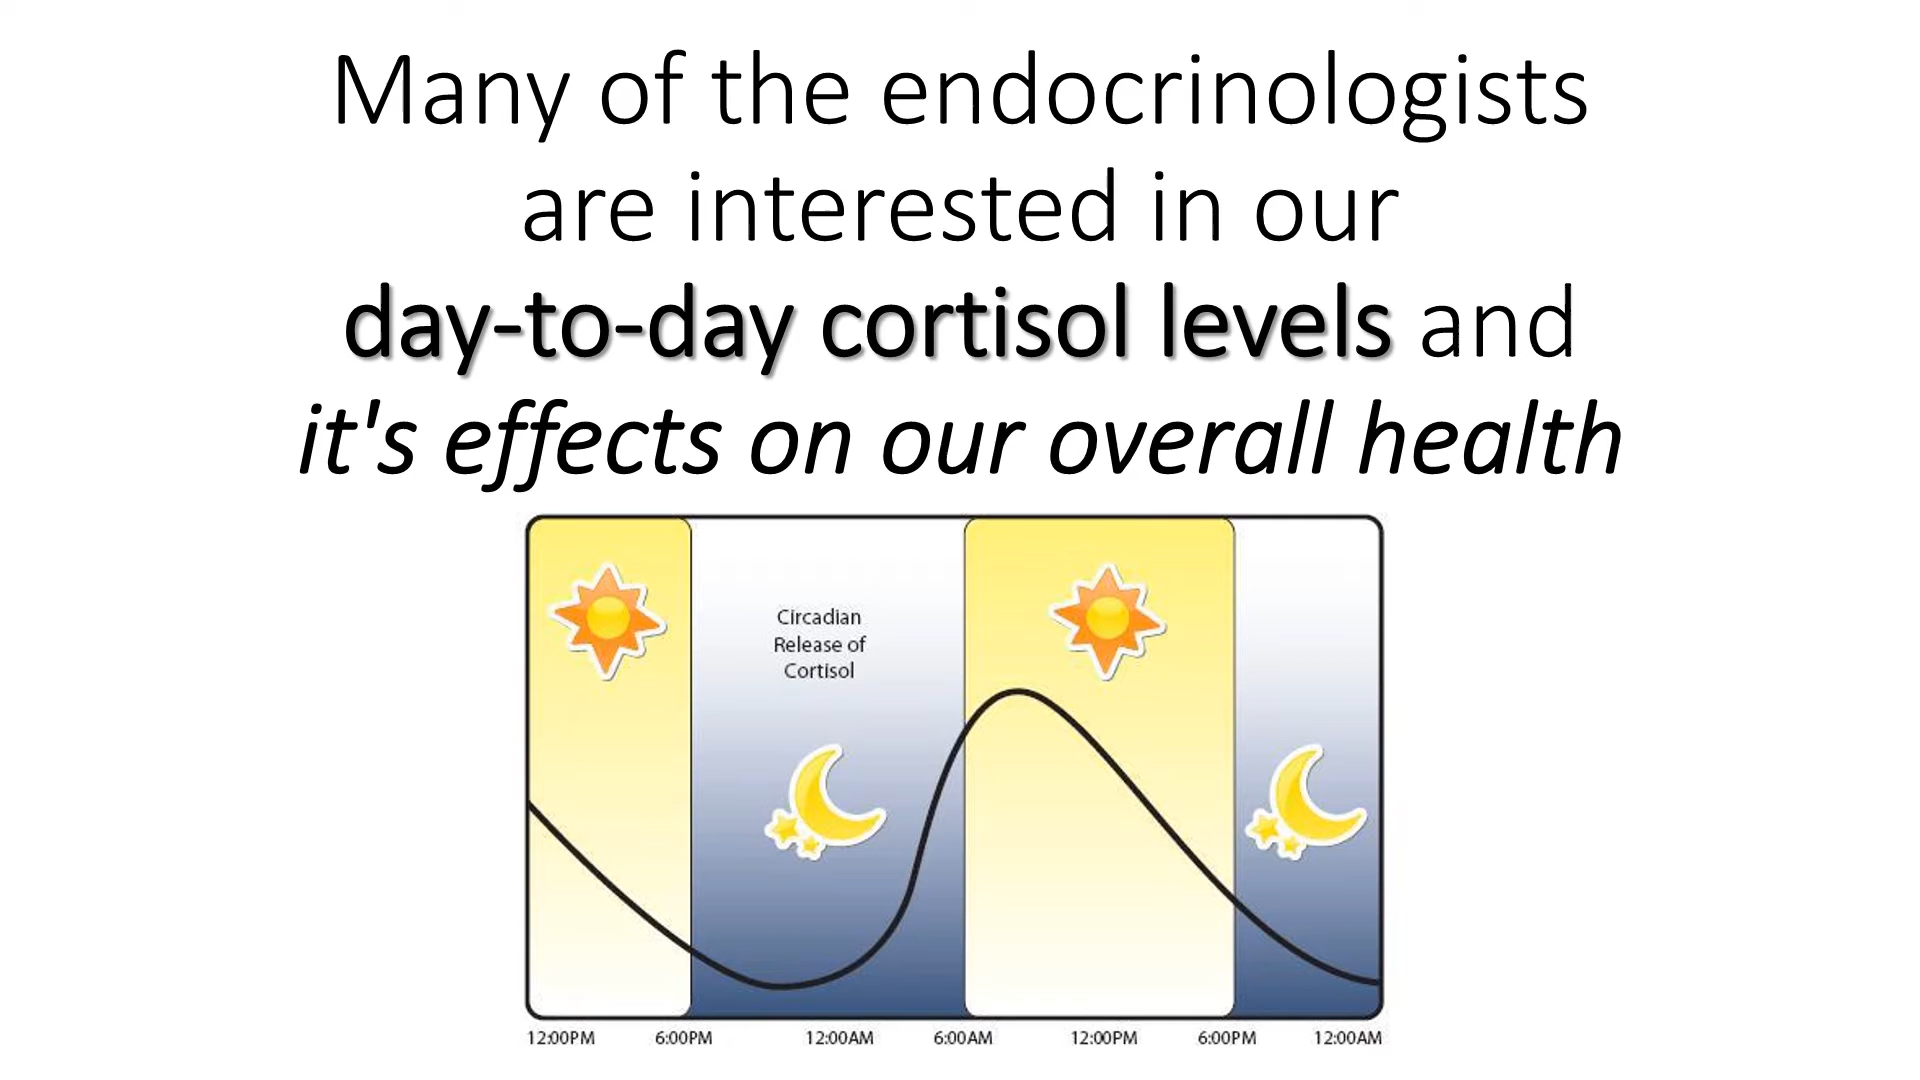 Many of the endocrinologists
are interested in our
day-to-day cortisol levels and
it's effects on our overall health
Circadian
Release of
Cortisol
12:00PM 6:00PM 12:00AM 6:00AM 12:00PM 6:00PM 12:00AM